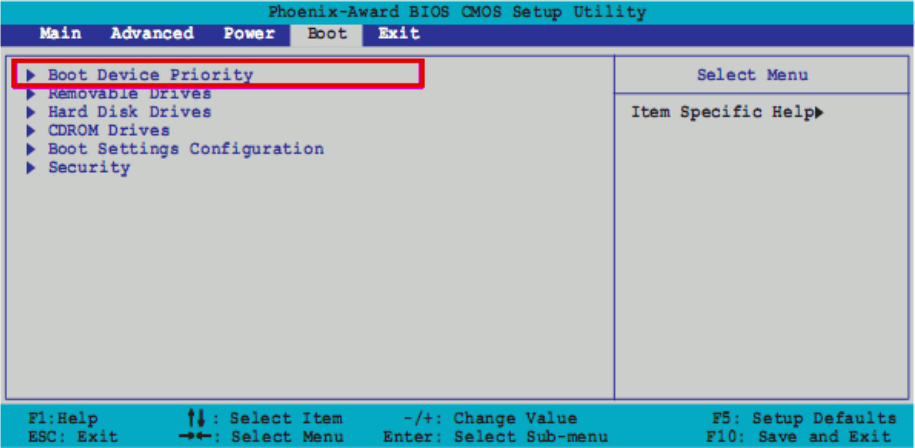 Phoenix-Award BIOS CMOS Setup Utility
Main Advanced Power Boot Exit
Boot Device Priority
Removable Drives
Hard Disk Drives
CDROM Drives
Boot Settings Configuration
Security
Select Menu
Item Specific Help
F1:Help : Select Item -/+: Change Value F5: Setup Defaults
ESC: Exit : Select Menu Enter: Select Sub-menu F10: Save and Exit